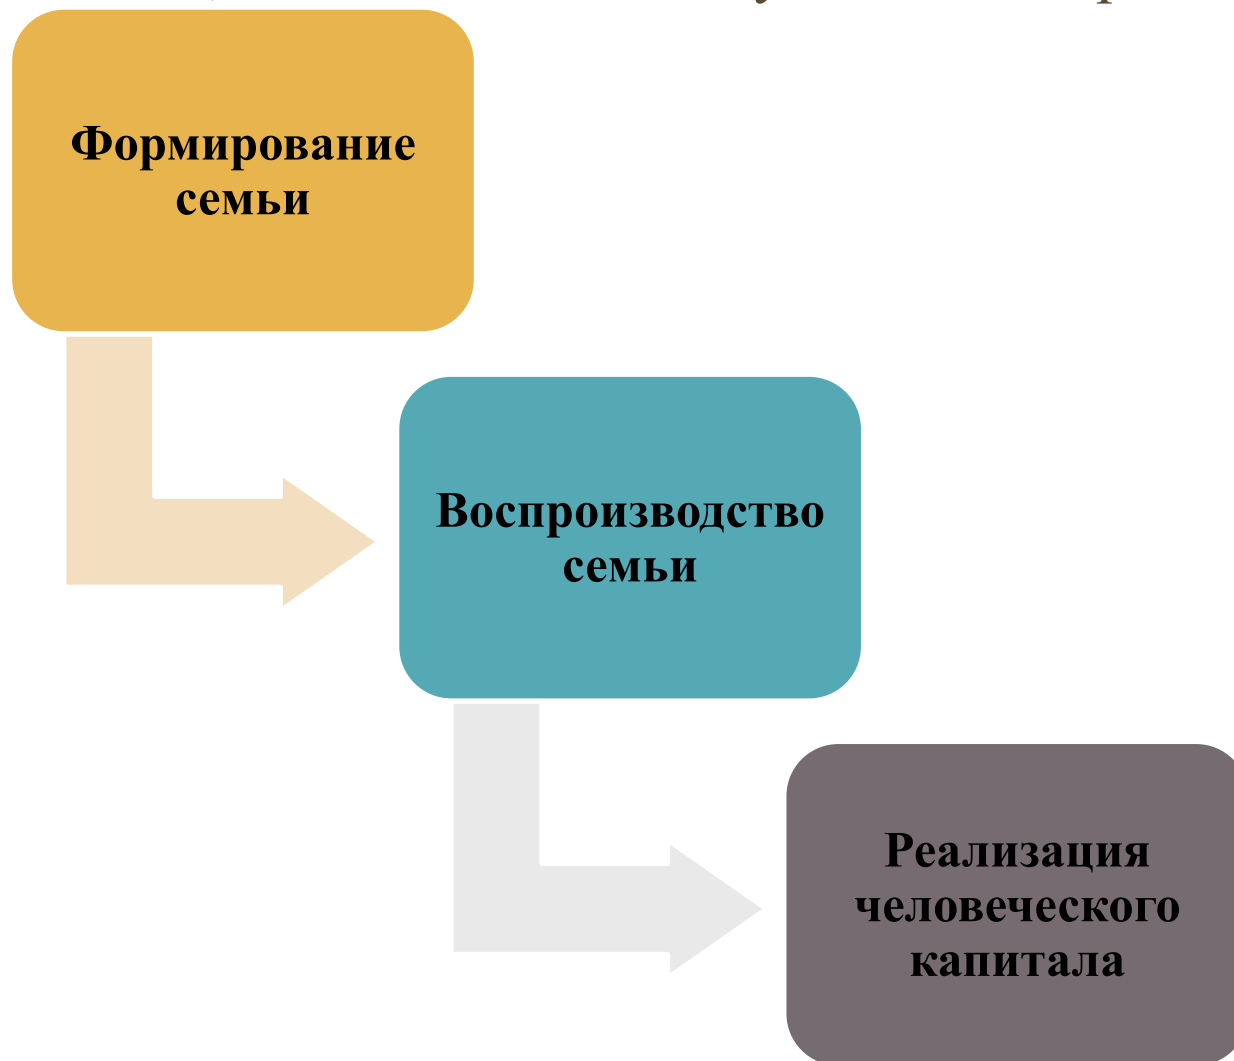 Формирование
семьи
Воспроизводство
семьи
Реализация
человеческого
капитала